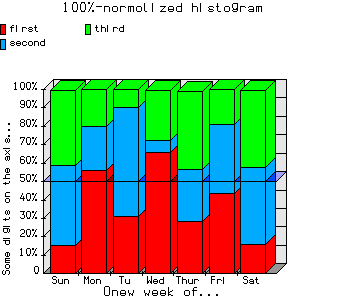 100%-normolized histogram
first
third
second
100%
90%
80%
70%
60%
50%
40%
30%
20%
10%
0
Some digits on the axis...
Sun Mon Tu Wed Thur Fri Sat
Onew week of...